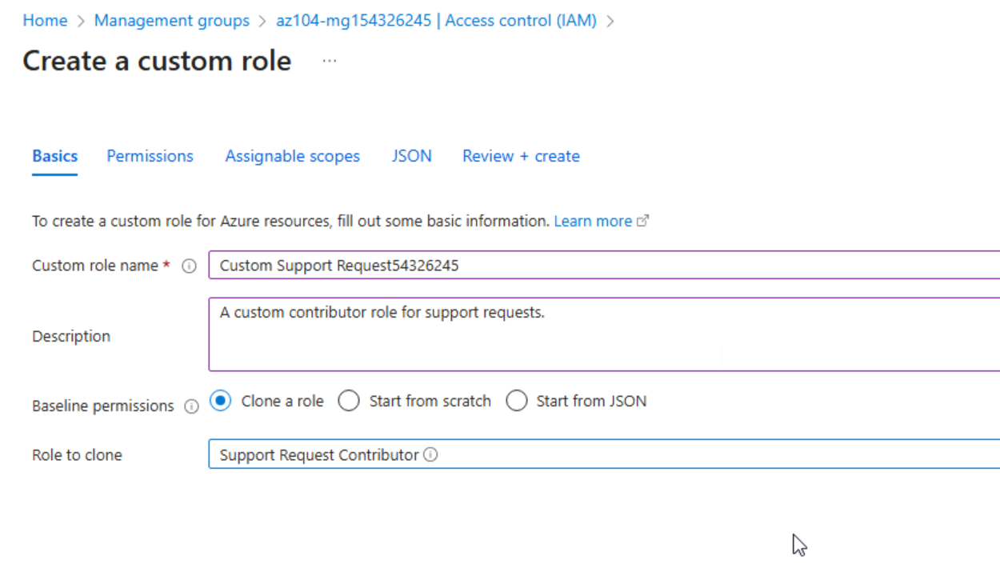 Home > Management groups > az104-mg154326245 | Access control (IAM) >
Create a custom role ...
Basics Permissions Assignable scopes JSON Review + create
To create a custom role for Azure resources, fill out some basic information. Learn more
Custom role name * Custom Support Request54326245
A custom contributor role for support requests.
Description
Baseline permissions Clone a role Start from scratch Start from JSON
Role to clone Support Request Contributor